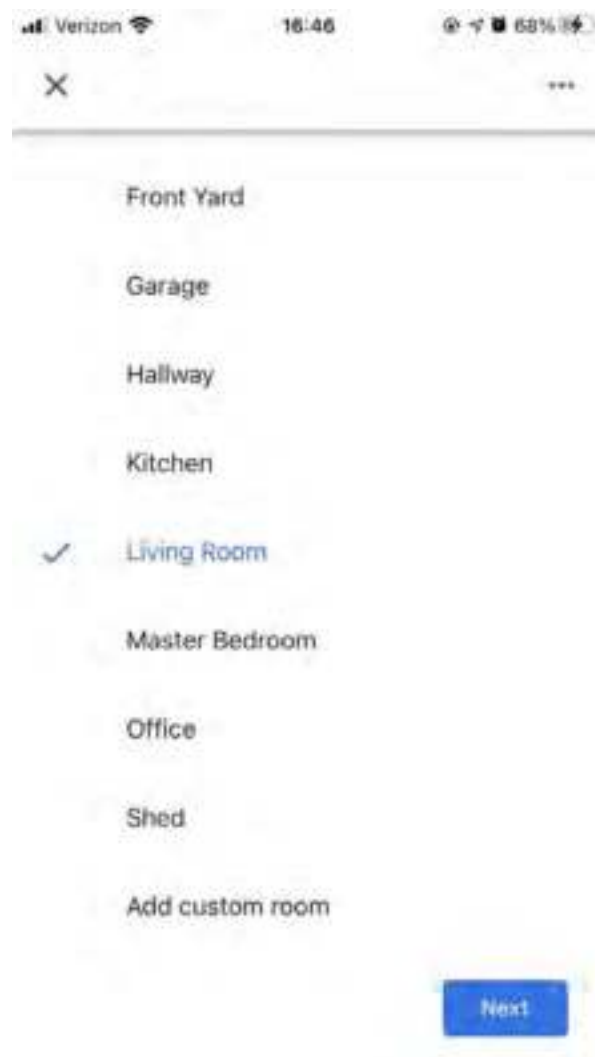 Verizon 16:46 68%
Front Yard
Garage
Hallway
Kitchen
Living Room
Master Bedroom
Office
Shed
Add custom room
Next